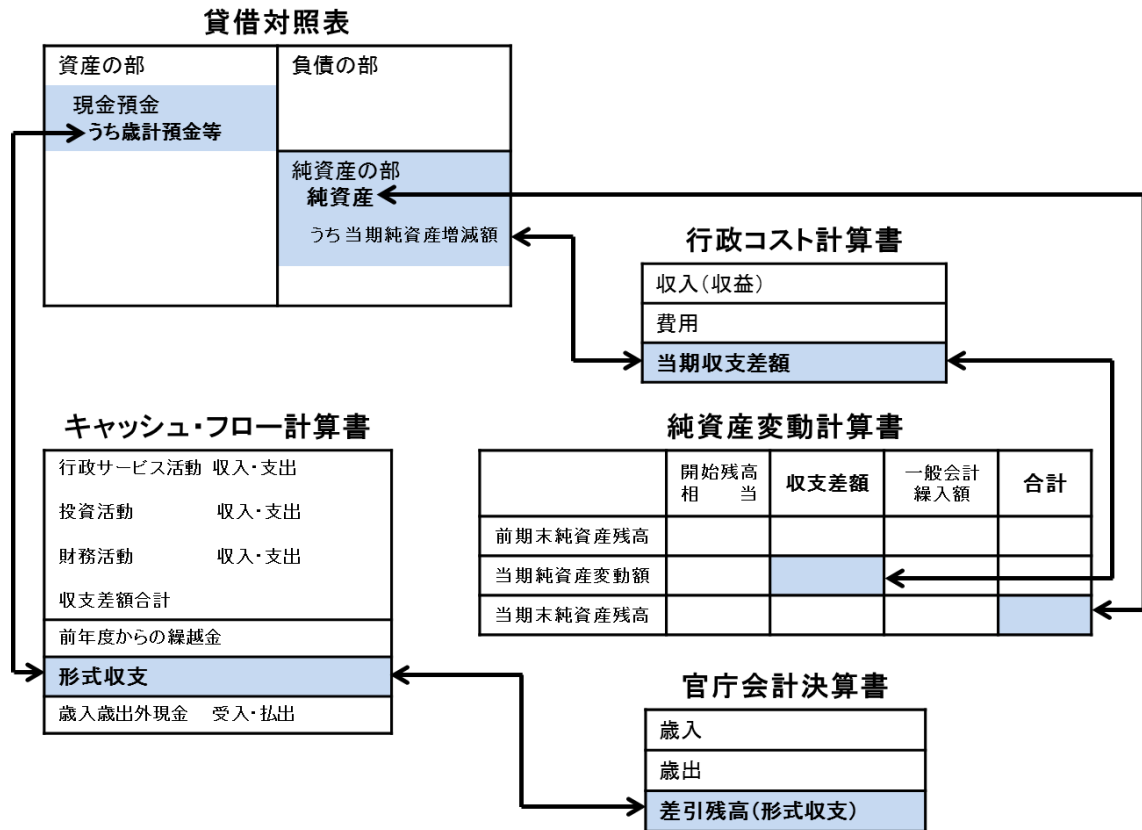 貸借対照表
資産の部
負債の部
現金預金
うち歳計預金等
純資産の部
純資産
うち当期純資産増減額
行政コスト計算書
収入(収益)
費用
当期収支差額
キャッシュ・フロー計算書
行政サービス活動 収入・支出
投資活動 収入・支出
財務活動 収入・支出
収支差額合計
前年度からの繰越金
形式収支
歳入歳出外現金 受入・払出
純資産変動計算書
開始残高
相 当
収支差額
一般会計
繰入額
合計
前期末純資産残高
当期純資産変動額
当期末純資産残高
官庁会計決算書
歳入
歳出
差引残高(形式収支)